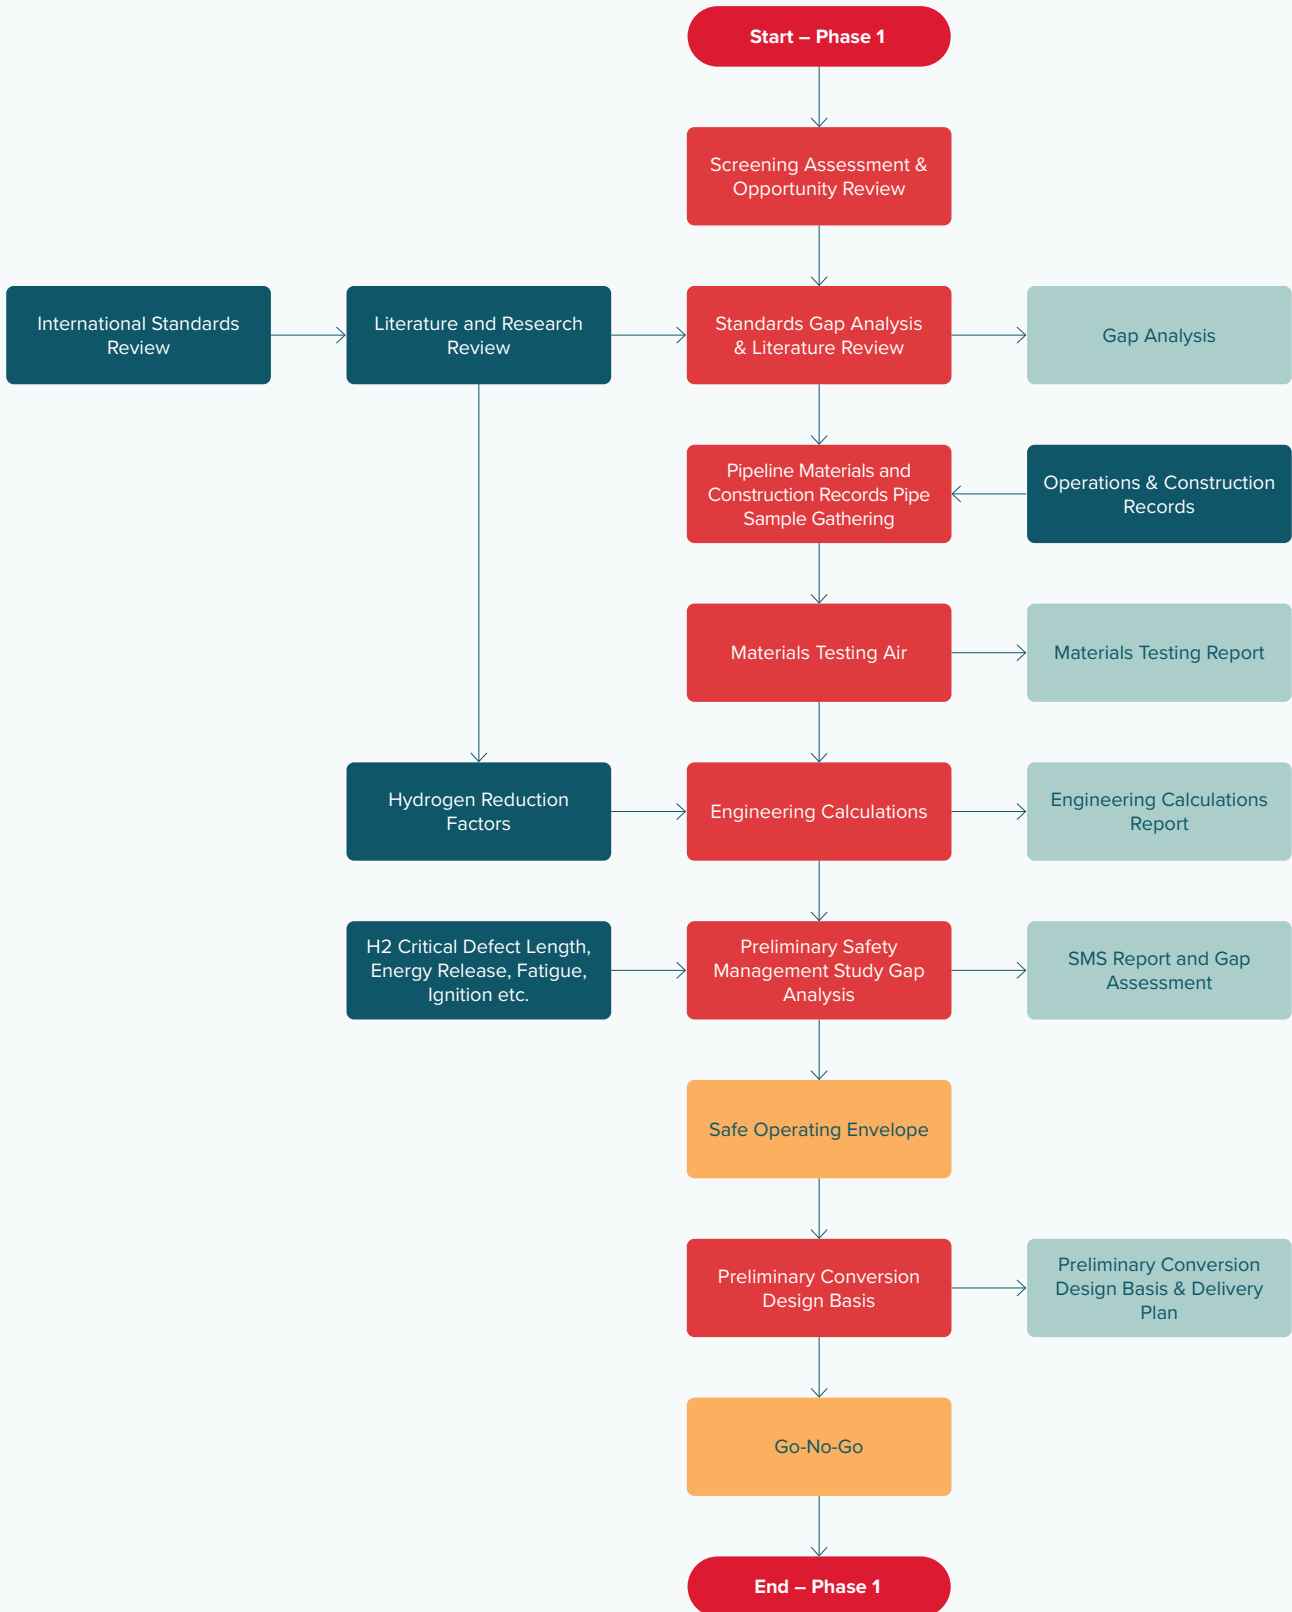 Start – Phase 1
Screening Assessment &
Opportunity Review
International Standards
Review
Literature and Research
Review
Standards Gap Analysis
& Literature Review
Gap Analysis
Pipeline Materials and
Construction Records Pipe
Sample Gathering
Operations & Construction
Records
Materials Testing Air
Materials Testing Report
Hydrogen Reduction
Factors
Engineering Calculations
Engineering Calculations
Report
H2 Critical Defect Length,
Energy Release, Fatigue,
Ignition etc.
Preliminary Safety
Management Study Gap
Analysis
SMS Report and Gap
Assessment
Safe Operating Envelope
Preliminary Conversion
Design Basis
Preliminary Conversion
Design Basis & Delivery
Plan
Go-No-Go
End – Phase 1